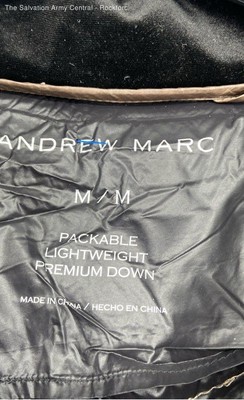 The Salvation Army Central - Rockford
ANDREW MARC
M/M
PACKABLE
LIGHTWEIGHT
PREMIUM DOWN
MADE IN CHINA / HECHO EN CHINA